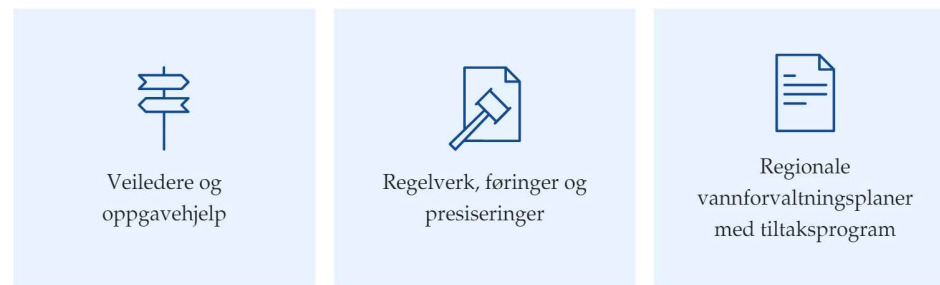 Veiledere og
oppgavehjelp
Regelverk, føringer og
presiseringer
Regionale
vannforvaltningsplaner
med tiltaksprogram